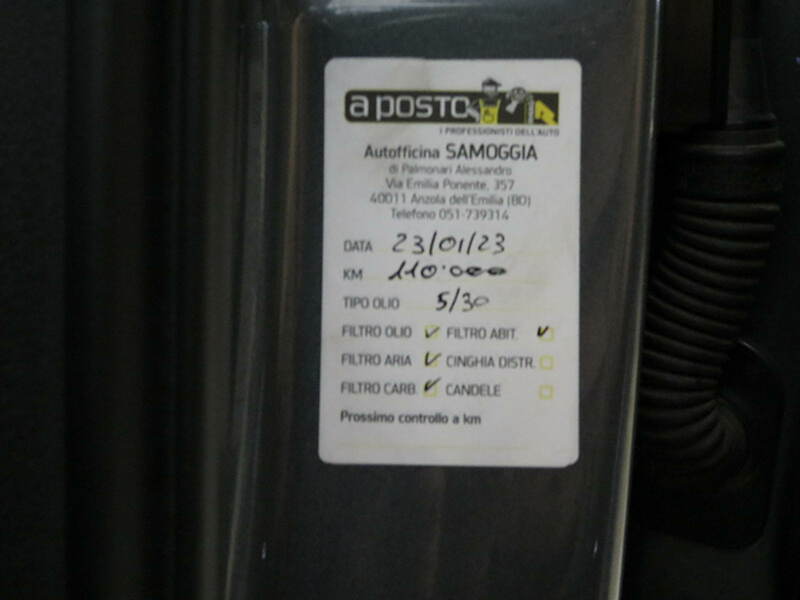 a POSTO
I PROFESSIONISTI DELL'AUTO
Autofficina SAMOGGIA
di Palmonari Alessandro
Via Emilia Ponente, 357
40011 Anzola dell'Emilia (BO)
Telefono 051-739314
DATA 23/01/23
KM 110.000
TIPO OLIO 5/30
FILTRO OLIO FILTRO ABIT.
FILTRO ARIA CINGHIA DISTR.
FILTRO CARB. CANDELE
Prossimo controllo a km